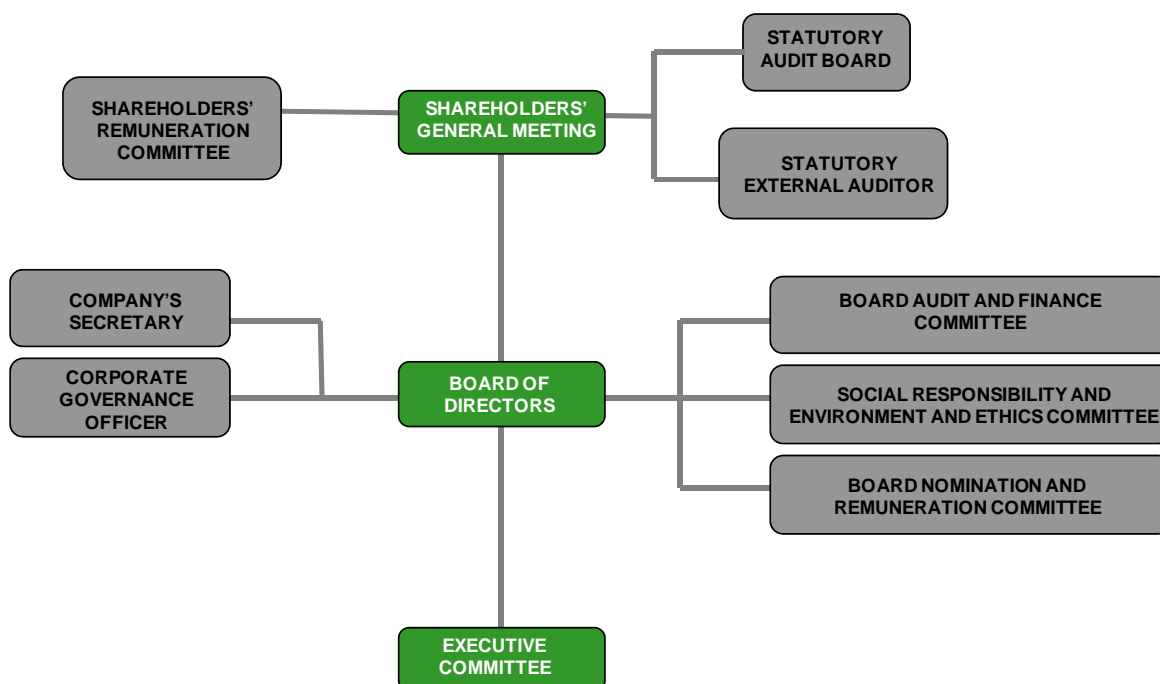 STATUTORY
AUDIT BOARD
SHAREHOLDERS’
REMUNERATION
COMMITTEE
SHAREHOLDERS’
GENERAL MEETING
STATUTORY
EXTERNAL AUDITOR
COMPANY’S
SECRETARY
BOARD AUDIT AND FINANCE
COMMITTEE
CORPORATE
GOVERNANCE
OFFICER
BOARD OF
DIRECTORS
SOCIAL RESPONSIBILITY AND
ENVIRONMENT AND ETHICS COMMITTEE
BOARD NOMINATION AND
REMUNERATION COMMITTEE
EXECUTIVE
COMMITTEE